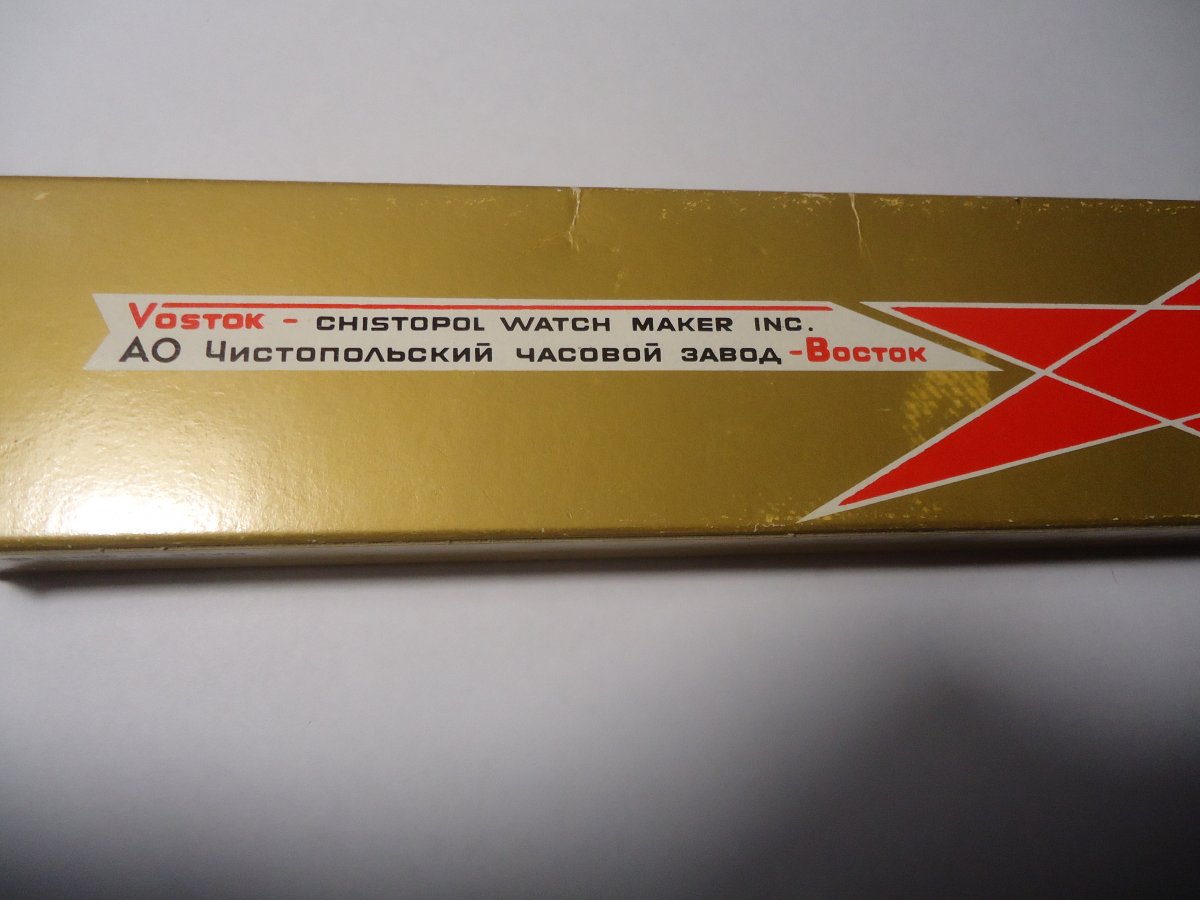 Vostok - CHISTOPOL WATCH MAKER INC.
АО Чистопольский часовой завод -Восток